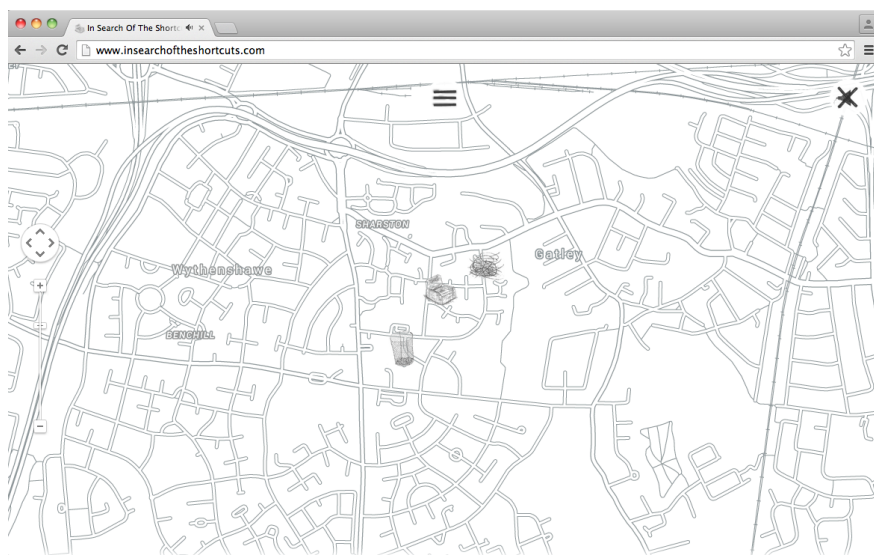 In Search Of The Shortc
www.insearchoftheshortcuts.com
SHARSTON
Gatley
Wythenshawe
BENCHILL